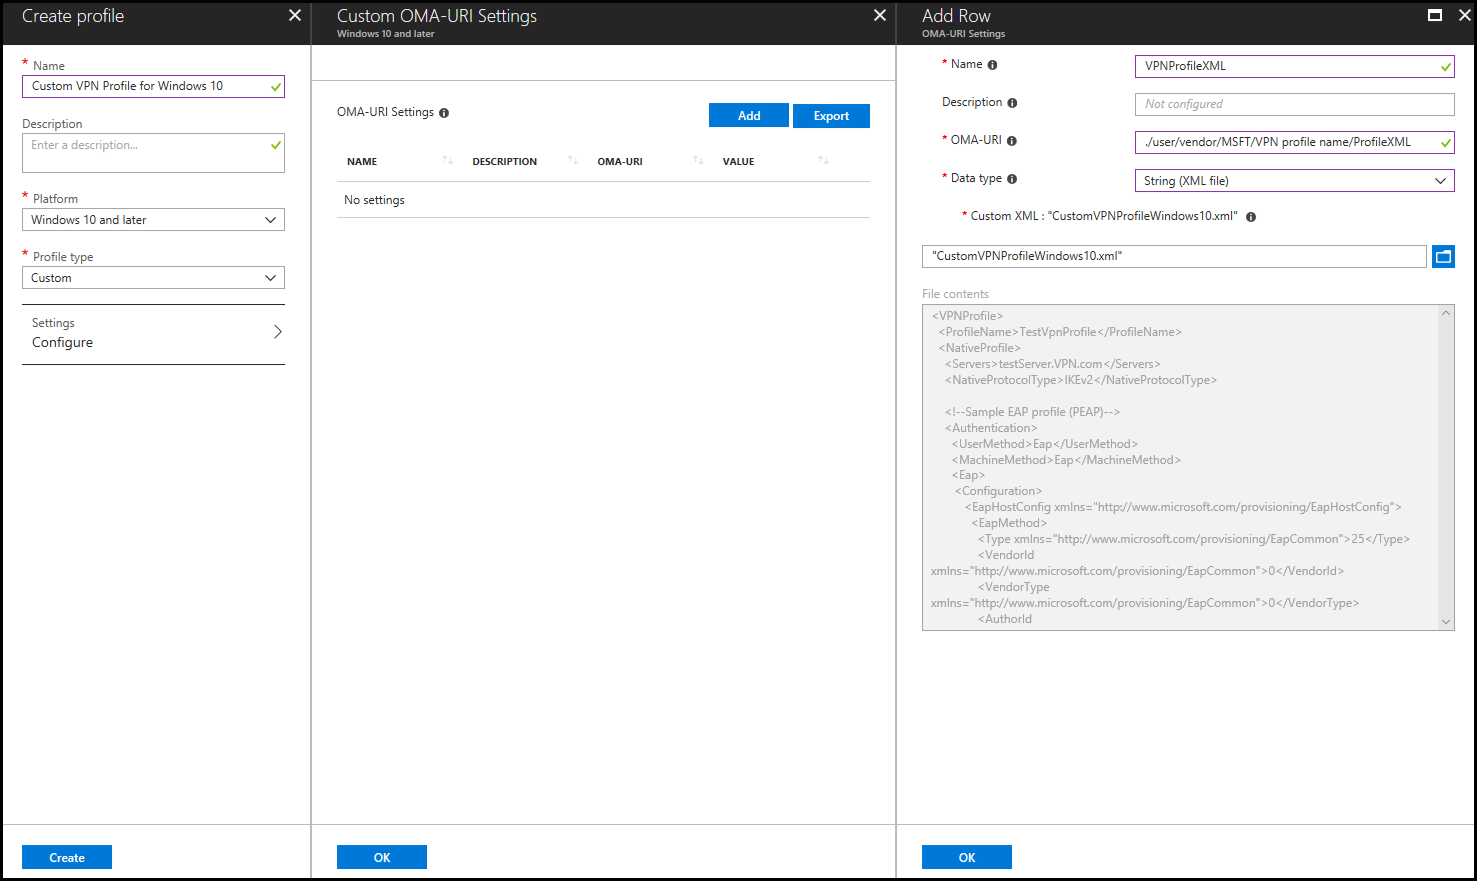 Create profile
* Name
Custom VPN Profile for Windows 10
Description
Enter a description...
* Platform
Windows 10 and later
* Profile type
Custom
Settings
Configure
Create
Custom OMA-URI Settings
Windows 10 and later
OMA-URI Settings
Add
Export
NAME DESCRIPTION OMA-URI VALUE
No settings
OK
Add Row
OMA-URI Settings
* Name
VPNProfileXML
Description
Not configured
* OMA-URI
./user/vendor/MSFT/VPN profile name/ProfileXML
* Data type
String (XML file)
* Custom XML : "CustomVPNProfileWindows10.xml"
"CustomVPNProfileWindows10.xml"
File contents
<VPNProfile>
<ProfileName>TestVpnProfile</ProfileName>
<NativeProfile>
<Servers>testServer.VPN.com</Servers>
<NativeProtocolType>IKEv2</NativeProtocolType>
<!--Sample EAP profile (PEAP)-->
<Authentication>
<UserMethod>Eap</UserMethod>
<MachineMethod>Eap</MachineMethod>
<Eap>
<Configuration>
<EapHostConfig xmlns="http://www.microsoft.com/provisioning/EapHostConfig">
<EapMethod>
<Type xmlns="http://www.microsoft.com/provisioning/EapCommon">25</Type>
<VendorId
xmlns="http://www.microsoft.com/provisioning/EapCommon">0</VendorId>
<VendorType
xmlns="http://www.microsoft.com/provisioning/EapCommon">0</VendorType>
<AuthorId
OK